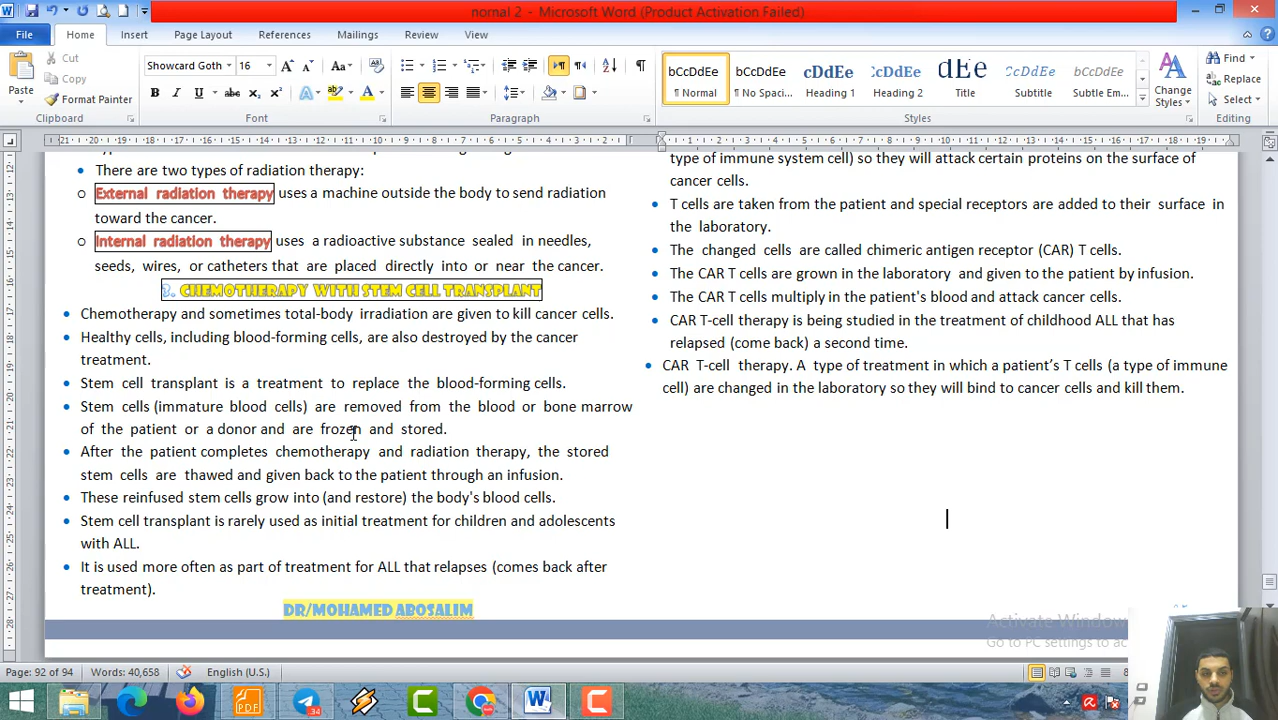 nornal 2 - Microsoft Word (Product Activation Failed)
File Home Insert Page Layout References Mailings Review View
Cut
Copy
Paste
Format Painter
Clipboard
Showcard Goth 16
Font
Paragraph
bCcDdEe bCcDdEe cDdEe bCcDdEe dEe bCcDdEe bCcDdEe
¶ Normal ¶ No Spaci... Heading 1 Heading 2 Title Subtitle Subtle Em...
Styles
Change Styles
Find
Replace
Select
Editing
There are two types of radiation therapy:
External radiation therapy uses a machine outside the body to send radiation
toward the cancer.
Internal radiation therapy uses a radioactive substance sealed in needles,
seeds, wires, or catheters that are placed directly into or near the cancer.
3. CHEMOTHERAPY WITH STEM CELL TRANSPLANT
Chemotherapy and sometimes total-body irradiation are given to kill cancer cells.
Healthy cells, including blood-forming cells, are also destroyed by the cancer
treatment.
Stem cell transplant is a treatment to replace the blood-forming cells.
Stem cells (immature blood cells) are removed from the blood or bone marrow
of the patient or a donor and are frozen and stored.
After the patient completes chemotherapy and radiation therapy, the stored
stem cells are thawed and given back to the patient through an infusion.
These reinfused stem cells grow into (and restore) the body's blood cells.
Stem cell transplant is rarely used as initial treatment for children and adolescents
with ALL.
It is used more often as part of treatment for ALL that relapses (comes back after
treatment).
DR/MOHAMED ABOSALIM
type of immune system cell) so they will attack certain proteins on the surface of
cancer cells.
T cells are taken from the patient and special receptors are added to their surface in
the laboratory.
The changed cells are called chimeric antigen receptor (CAR) T cells.
The CAR T cells are grown in the laboratory and given to the patient by infusion.
The CAR T cells multiply in the patient's blood and attack cancer cells.
CAR T-cell therapy is being studied in the treatment of childhood ALL that has
relapsed (come back) a second time.
CAR T-cell therapy. A type of treatment in which a patient's T cells (a type of immune
cell) are changed in the laboratory so they will bind to cancer cells and kill them.
Activate Windows
Go to PC settings to ac
Page: 92 of 94 Words: 40,658 English (U.S.)